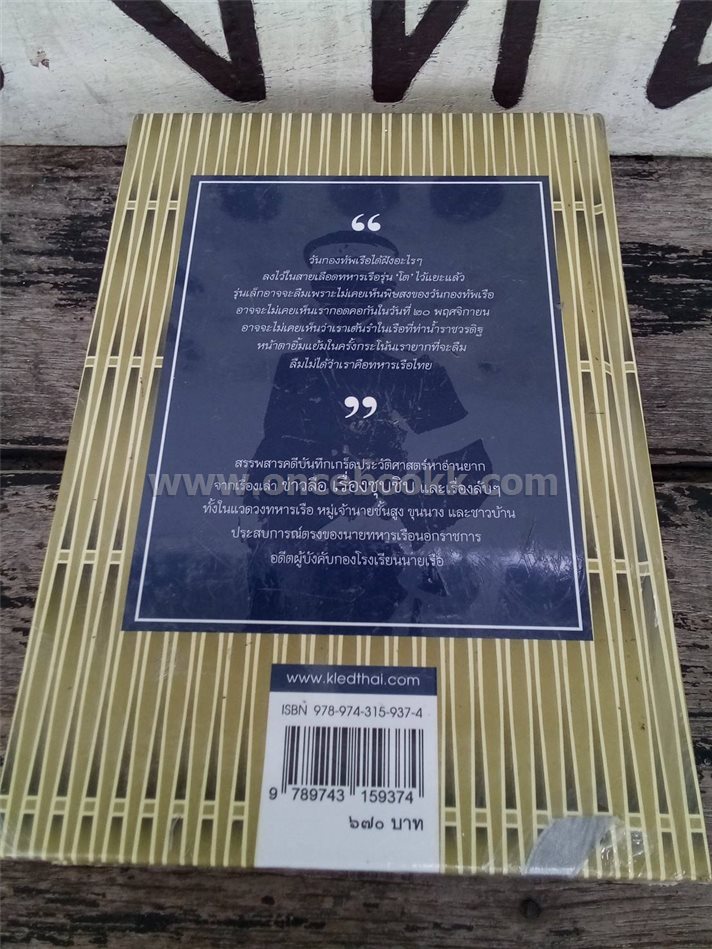 “
วันกองทัพเรือได้ฝังอะไรๆ
ลงไว้ในสายเลือดทหารเรือรุ่น 'โต' ไว้แยะแล้ว
รุ่นเล็กอาจจะลืมเพราะไม่เคยเห็นพิษสงของวันกองทัพเรือ
อาจจะไม่เคยเห็นเรากอดคอกันในวันที่ ๒๐ พฤศจิกายน
อาจจะไม่เคยเห็นว่าเราเต้นรำในเรือที่ท่าน้ำราชวรดิฐ
หน้าตายิ้มแย้มในครั้งกระโน้นเรายากที่จะลืม
ลืมไม่ได้ว่าเราคือทหารเรือไทย
”
สรรพสารคดีบันทึกเกร็ดประวัติศาสตร์หาอ่านยาก
จากเรื่องเล่า ข่าวลือ เรื่องซุบซิบ และเรื่องลับๆ
ทั้งในแวดวงทหารเรือ หมู่เจ้านายชั้นสูง ขุนนาง และชาวบ้าน
ประสบการณ์ตรงของนายทหารเรือนอกราชการ
อดีตผู้บังคับกองโรงเรียนนายเรือ
www.kledthai.com
ISBN 978-974-315-937-4
9 789743 159374
๖๗๐ บาท